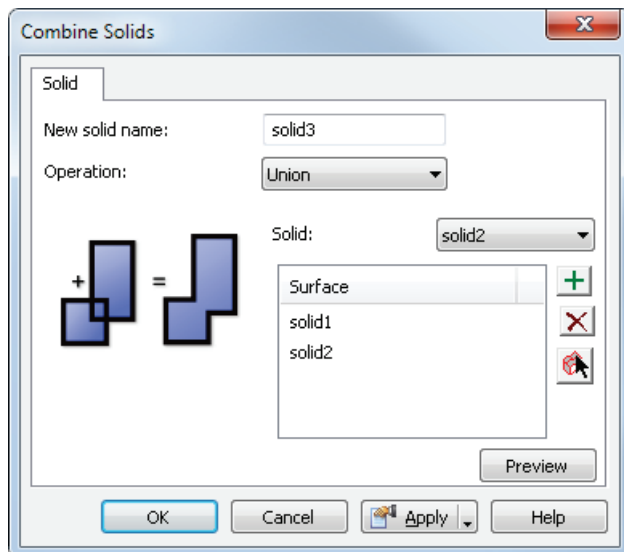 Combine Solids
Solid
New solid name: solid3
Operation: Union
Solid: solid2
+ =
Surface
solid1
solid2
Preview
OK Cancel Apply Help